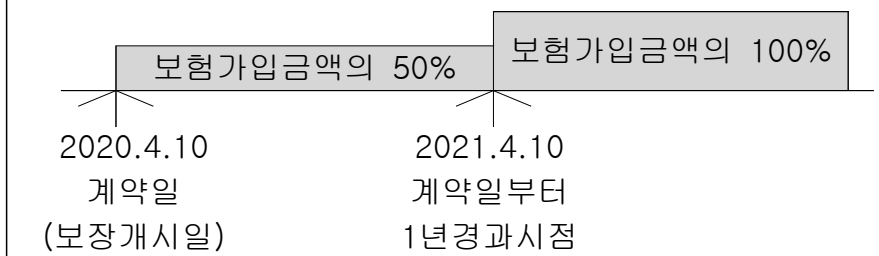 보험가입금액의 50%
보험가입금액의 100%
2020.4.10
계약일
(보장개시일)
2021.4.10
계약일부터
1년경과시점